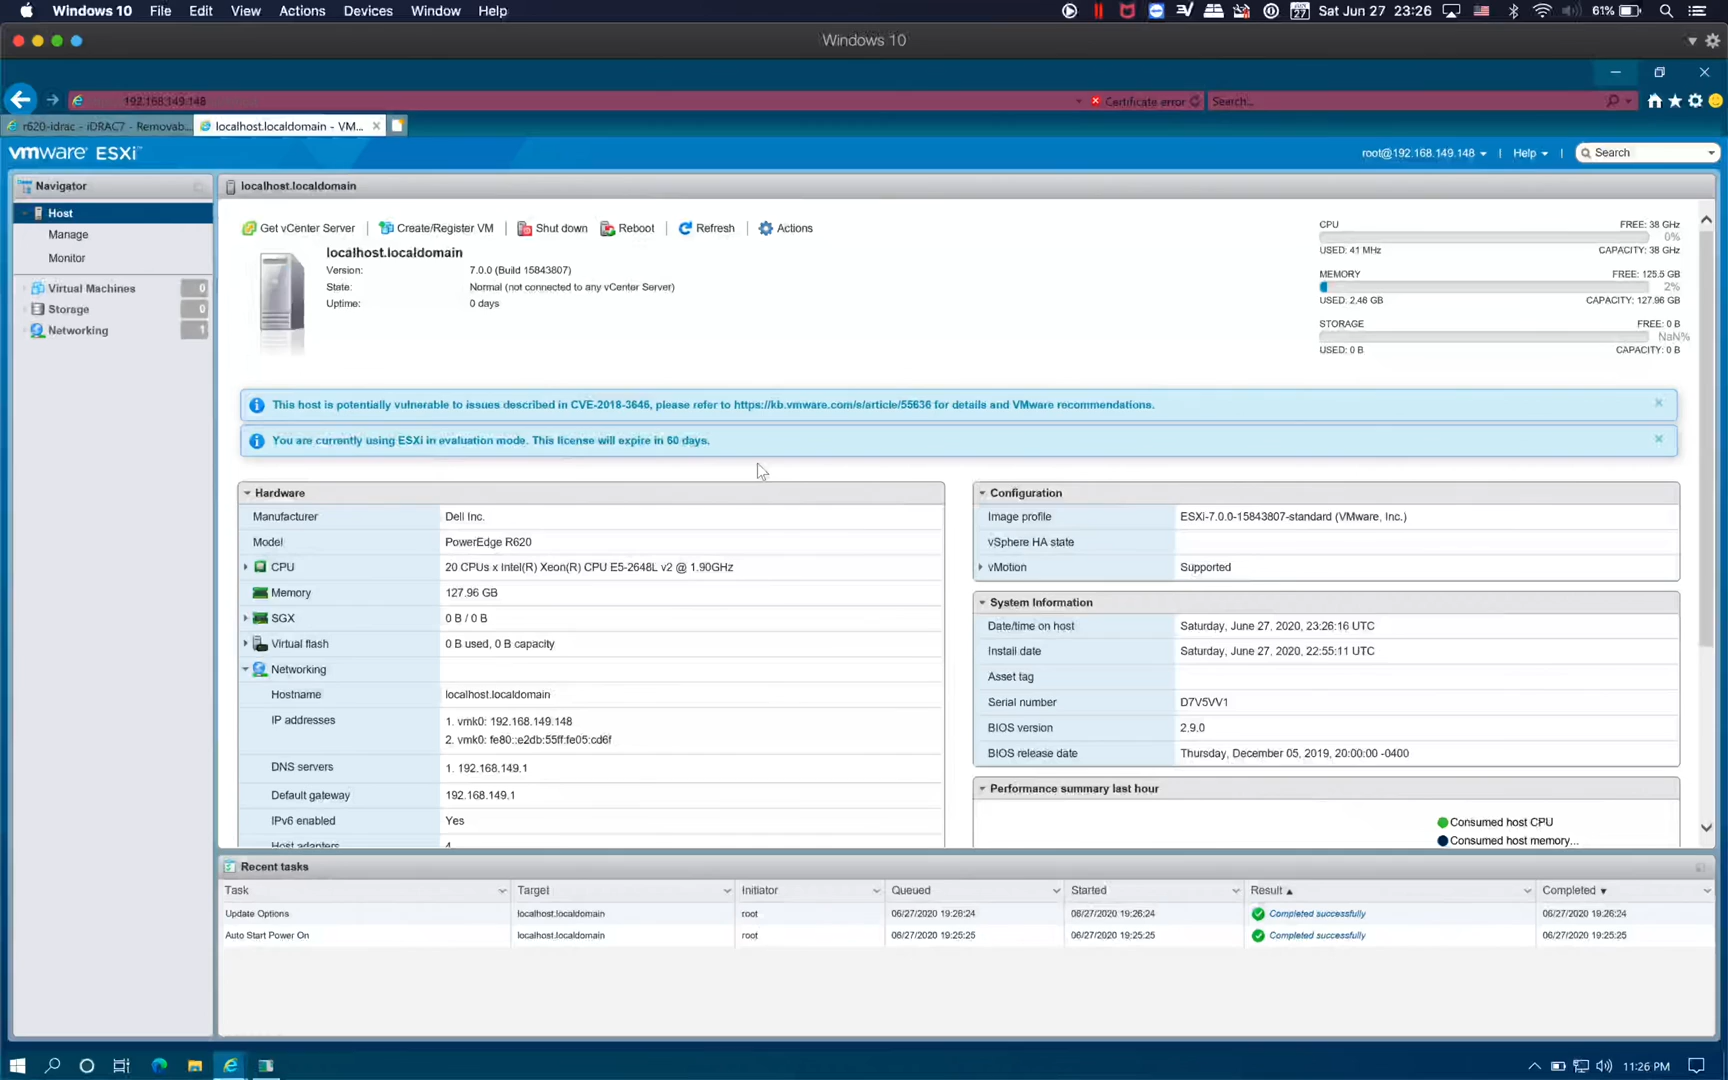 Windows 10 File Edit View Actions Devices Window Help
Sat Jun 27 23:26 61%
Windows 10
192.168.149.148 Certificate error Search...
r620-idrac - iDRAC7 - Removab... localhost.localdomain - VM...
vmware ESXi
root@192.168.149.148 | Help | Search
Navigator
localhost.localdomain
Host
Manage
Monitor
Virtual Machines 0
Storage 0
Networking 1
Get vCenter Server | Create/Register VM | Shut down Reboot | Refresh | Actions
localhost.localdomain
Version: 7.0.0 (Build 15843807)
State: Normal (not connected to any vCenter Server)
Uptime: 0 days
CPU FREE: 38 GHz
0%
USED: 41 MHz CAPACITY: 38 GHz
MEMORY FREE: 125.5 GB
2%
USED: 2.48 GB CAPACITY: 127.96 GB
STORAGE FREE: 0 B
NaN%
USED: 0 B CAPACITY: 0 B
This host is potentially vulnerable to issues described in CVE-2018-3646, please refer to https://kb.vmware.com/s/article/55636 for details and VMware recommendations.
You are currently using ESXi in evaluation mode. This license will expire in 60 days.
Hardware
Manufacturer Dell Inc.
Model PowerEdge R620
CPU 20 CPUs x Intel(R) Xeon(R) CPU E5-2648L v2 @ 1.90GHz
Memory 127.96 GB
SGX 0 B / 0 B
Virtual flash 0 B used, 0 B capacity
Networking
Hostname localhost.localdomain
IP addresses 1. vmk0: 192.168.149.148
2. vmk0: fe80::e2db:55ff:fe05:cd6f
DNS servers 1. 192.168.149.1
Default gateway 192.168.149.1
IPv6 enabled Yes
Host adapters 4
Configuration
Image profile ESXi-7.0.0-15843807-standard (VMware, Inc.)
vSphere HA state
vMotion Supported
System Information
Date/time on host Saturday, June 27, 2020, 23:26:16 UTC
Install date Saturday, June 27, 2020, 22:55:11 UTC
Asset tag
Serial number D7V5VV1
BIOS version 2.9.0
BIOS release date Thursday, December 05, 2019, 20:00:00 -0400
Performance summary last hour
Consumed host CPU
Consumed host memory...
Recent tasks
Task Target Initiator Queued Started Result Completed
Update Options localhost.localdomain root 06/27/2020 19:26:24 06/27/2020 19:26:24 Completed successfully 06/27/2020 19:26:24
Auto Start Power On localhost.localdomain root 06/27/2020 19:25:25 06/27/2020 19:25:25 Completed successfully 06/27/2020 19:25:25
11:26 PM